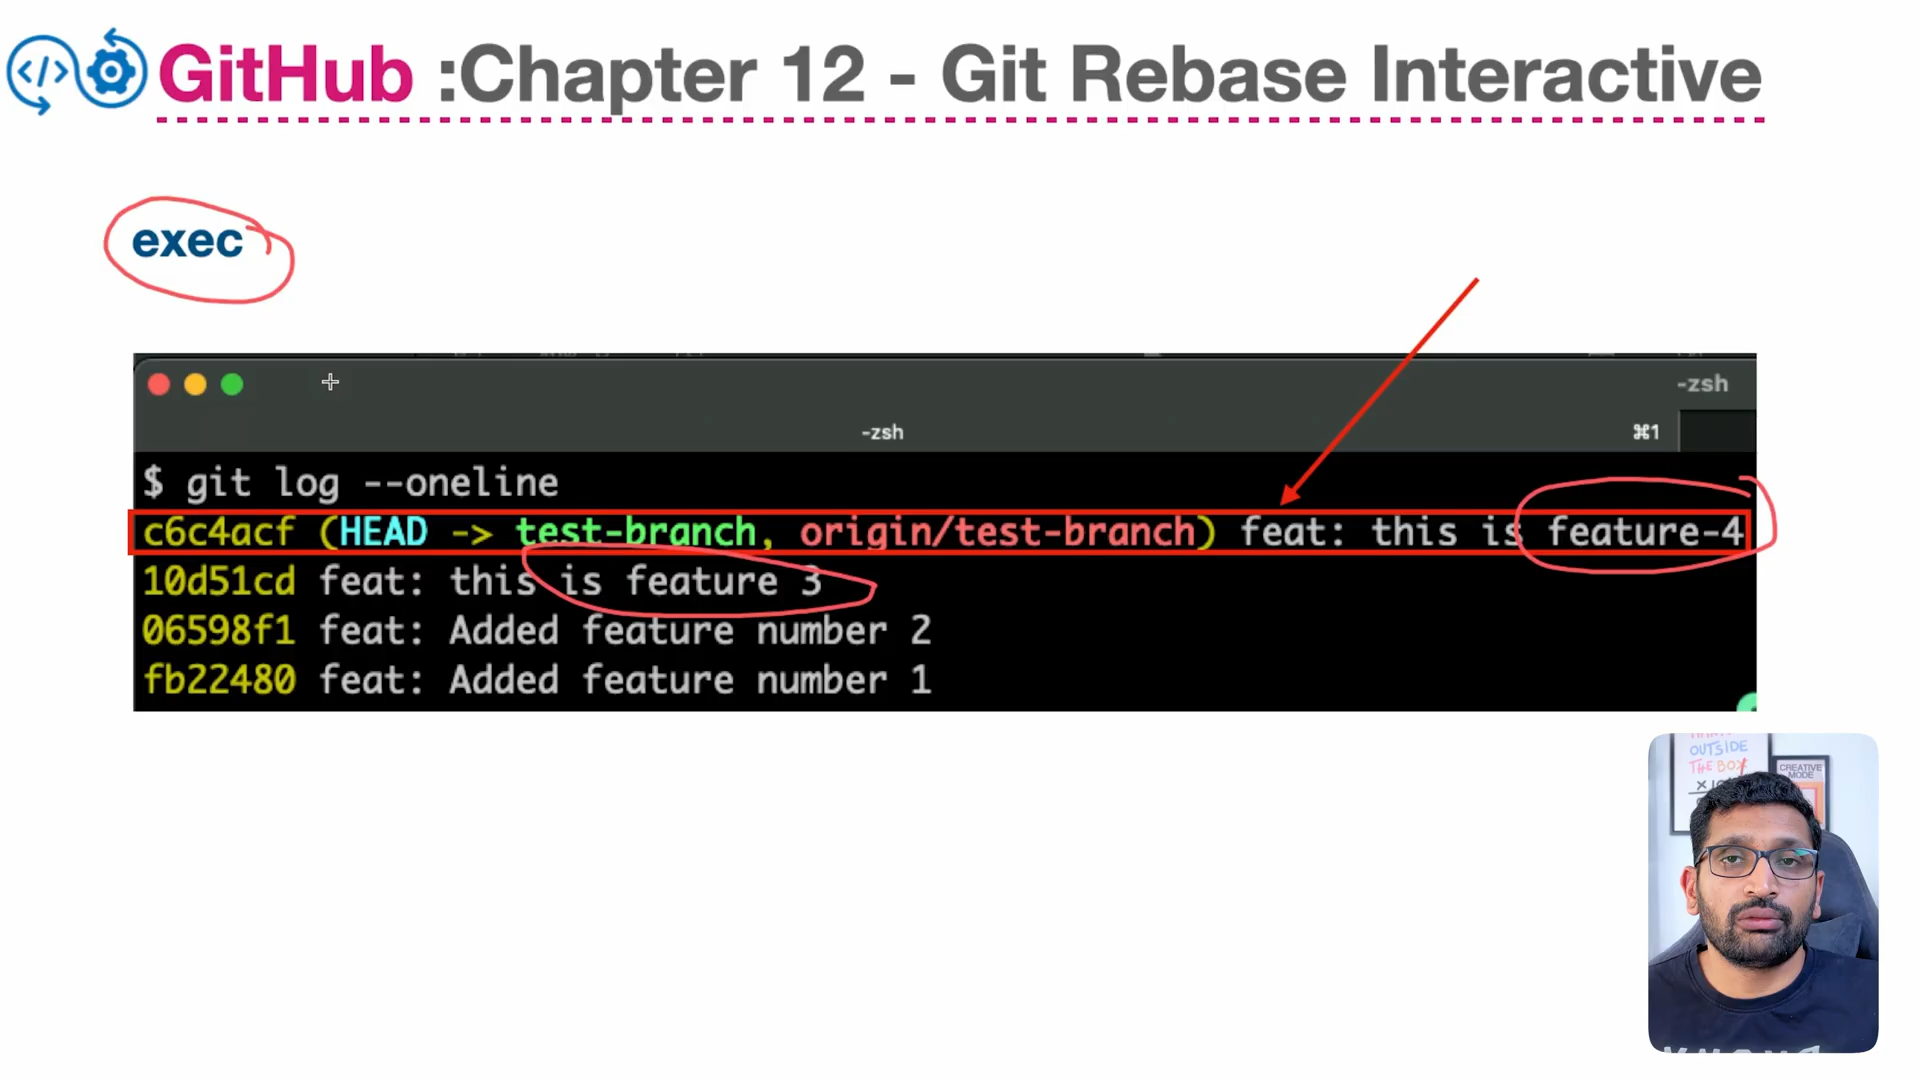 </> GitHub :Chapter 12 - Git Rebase Interactive
exec
-zsh
-zsh ⌘1
$ git log --oneline
c6c4acf (HEAD -> test-branch, origin/test-branch) feat: this is feature-4
10d51cd feat: this is feature 3
06598f1 feat: Added feature number 2
fb22480 feat: Added feature number 1
OUTSIDE
THE BOX
CREATIVE
MODE